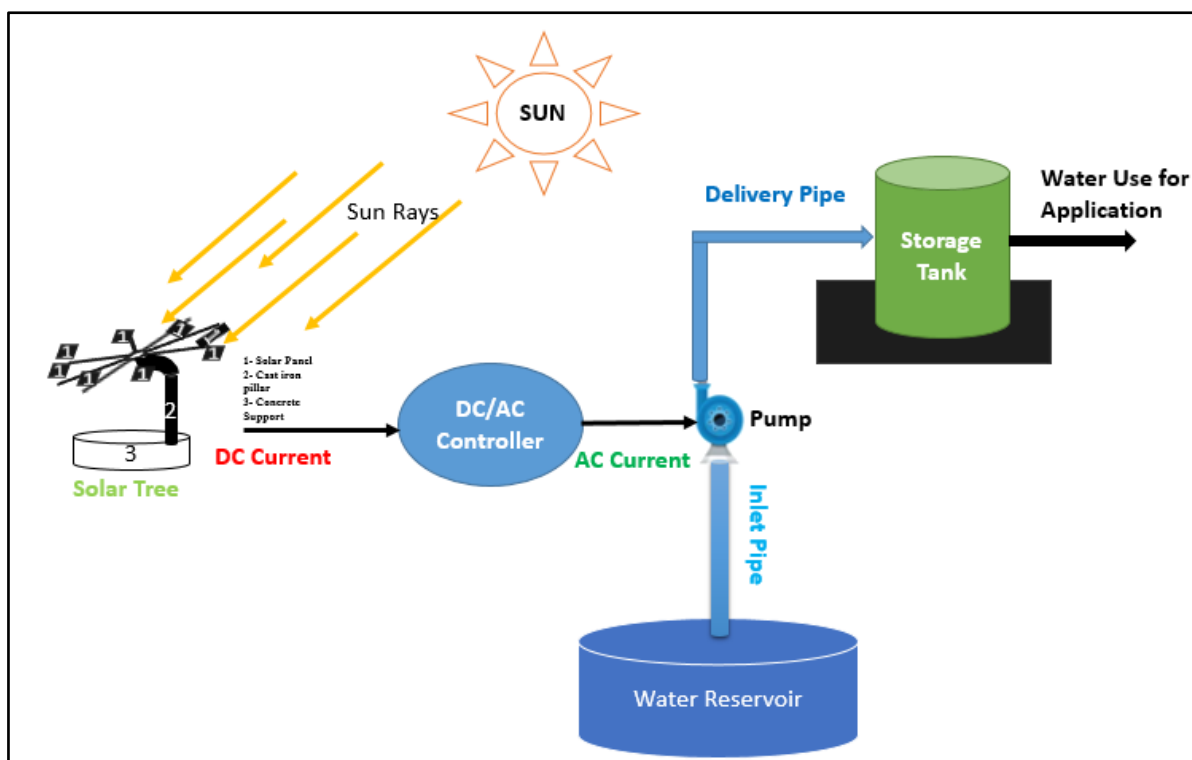 SUN
Sun Rays
Delivery Pipe
Storage
Tank
Water Use for
Application
1
1
1
1
1
1
1
1
2
3
Solar Tree
1- Solar Panel
2- Cast iron
pillar
3- Concrete
Support
DC Current
DC/AC
Controller
AC Current
Pump
Inlet Pipe
Water Reservoir